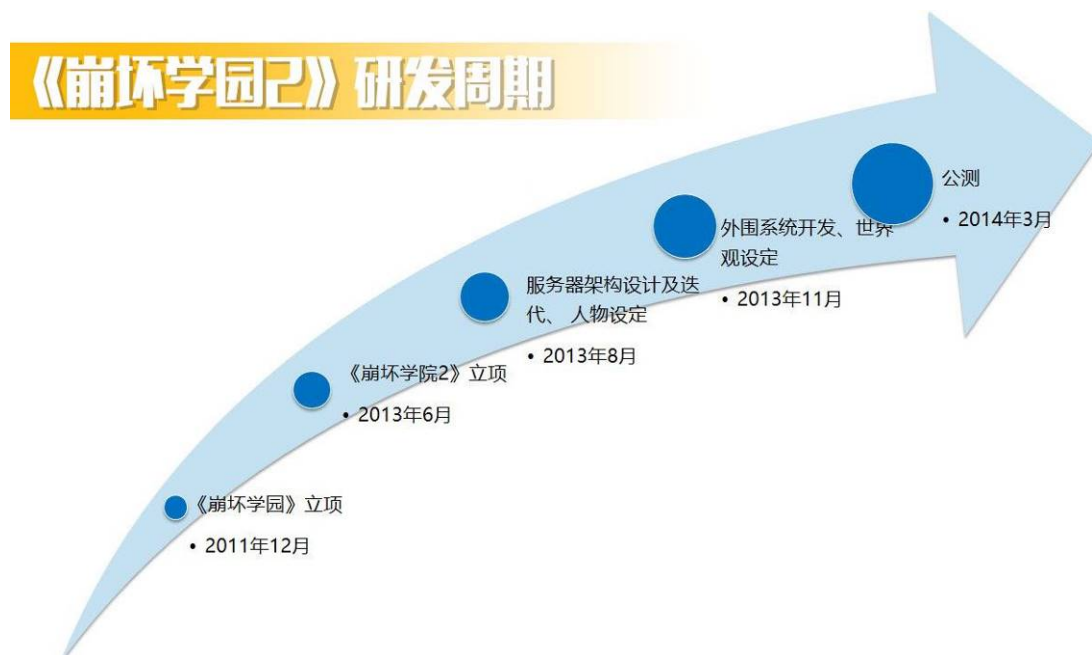 《崩坏学园2》研发周期
公测
• 2014年3月
外围系统开发、世界
观设定
• 2013年11月
服务器架构设计及迭
代、 人物设定
• 2013年8月
《崩坏学院2》立项
• 2013年6月
《崩坏学园》立项
• 2011年12月